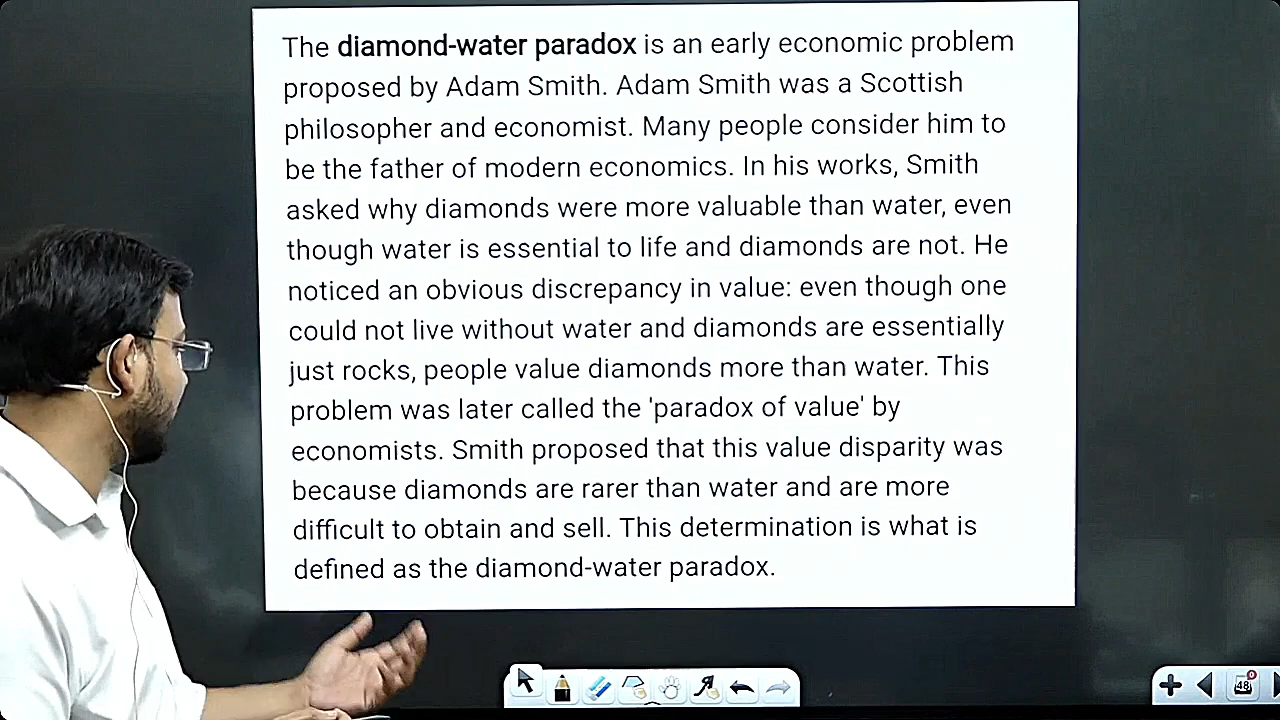 The diamond-water paradox is an early economic problem
proposed by Adam Smith. Adam Smith was a Scottish
philosopher and economist. Many people consider him to
be the father of modern economics. In his works, Smith
asked why diamonds were more valuable than water, even
though water is essential to life and diamonds are not. He
noticed an obvious discrepancy in value: even though one
could not live without water and diamonds are essentially
just rocks, people value diamonds more than water. This
problem was later called the 'paradox of value' by
economists. Smith proposed that this value disparity was
because diamonds are rarer than water and are more
difficult to obtain and sell. This determination is what is
defined as the diamond-water paradox.
48